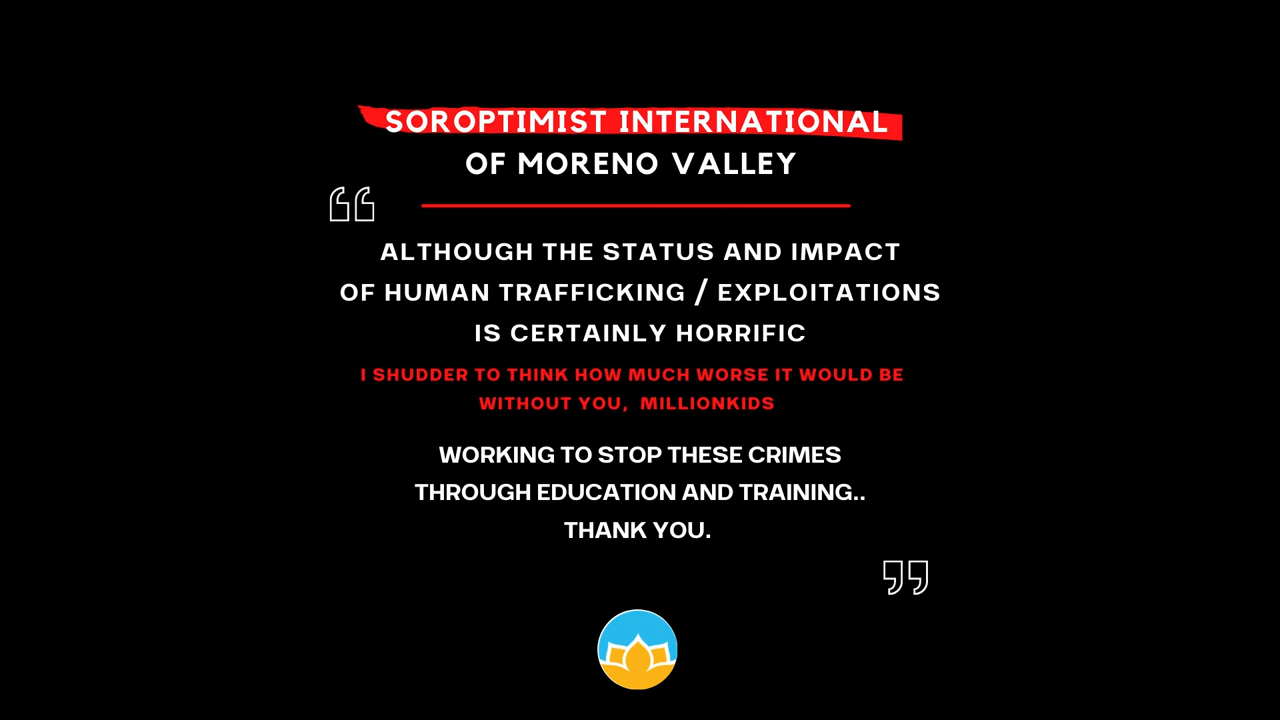 SOROPTIMIST INTERNATIONAL
OF MORENO VALLEY
“
ALTHOUGH THE STATUS AND IMPACT
OF HUMAN TRAFFICKING / EXPLOITATIONS
IS CERTAINLY HORRIFIC
I SHUDDER TO THINK HOW MUCH WORSE IT WOULD BE
WITHOUT YOU, MILLIONKIDS
WORKING TO STOP THESE CRIMES
THROUGH EDUCATION AND TRAINING..
THANK YOU.
”